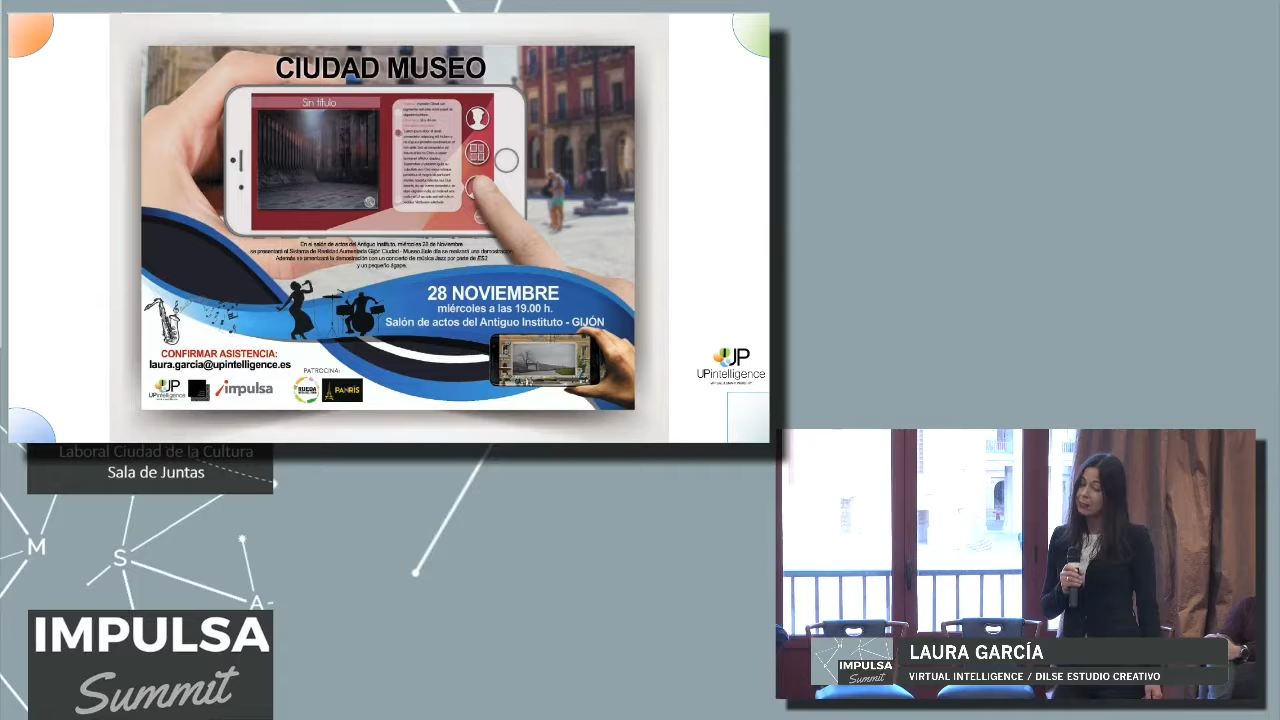 CIUDAD MUSEO
Sin título
En el salón de actos del Antiguo Instituto, miércoles 28 de Noviembre
se presentará el Sistema de Realidad Aumentada Gijón Ciudad - Museo.Este día se realizará una demostración.
Además se amenizará la demostración con un concierto de música Jazz por parte de
y un pequeño ágape.
28 NOVIEMBRE
miércoles a las 19.00 h.
Salón de actos del Antiguo Instituto - GIJÓN
CONFIRMAR ASISTENCIA:
laura.garcia@upintelligence.es
PATROCINA:
UP
UPintelligence
impulsa
RUEDA
PANRÍS
UP
UPintelligence
Laboral Ciudad de la Cultura
Sala de Juntas
M
S
A
IMPULSA
Summit
IMPULSA
Summit
LAURA GARCÍA
VIRTUAL INTELLIGENCE / DILSE ESTUDIO CREATIVO